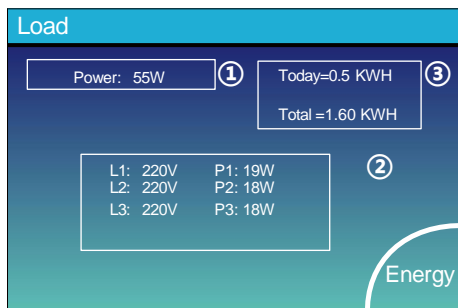 Load
Power: 55W ①
Today=0.5 KWH ③
Total =1.60 KWH
②
L1: 220V P1: 19W
L2: 220V P2: 18W
L3: 220V P3: 18W
Energy